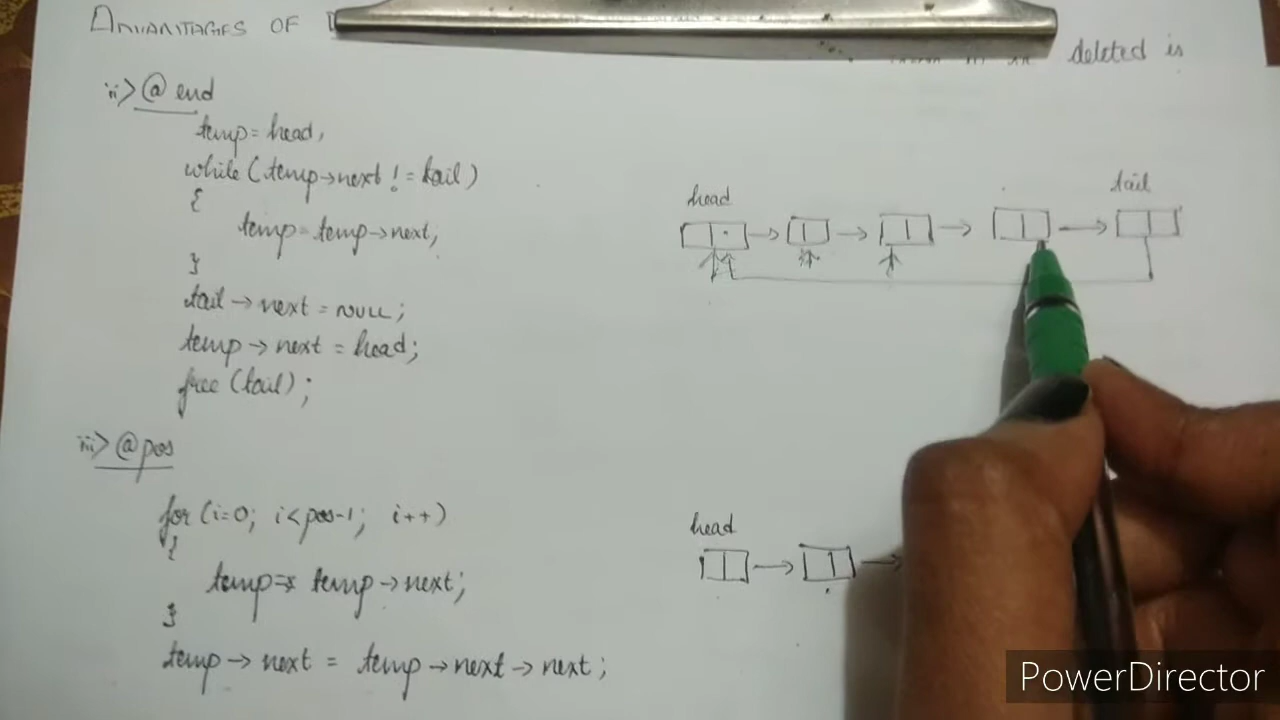 ADVANTAGES OF
deleted is
ii> @ end
temp = head,
while (temp→next != tail)
{
temp = temp→next;
}
tail → next = NULL;
temp → next = head;
free (tail);
head
tail
iii> @ pos
for (i=0; i<pos-1; i++)
{
temp = temp → next;
}
temp → next = temp → next → next;
head
PowerDirector